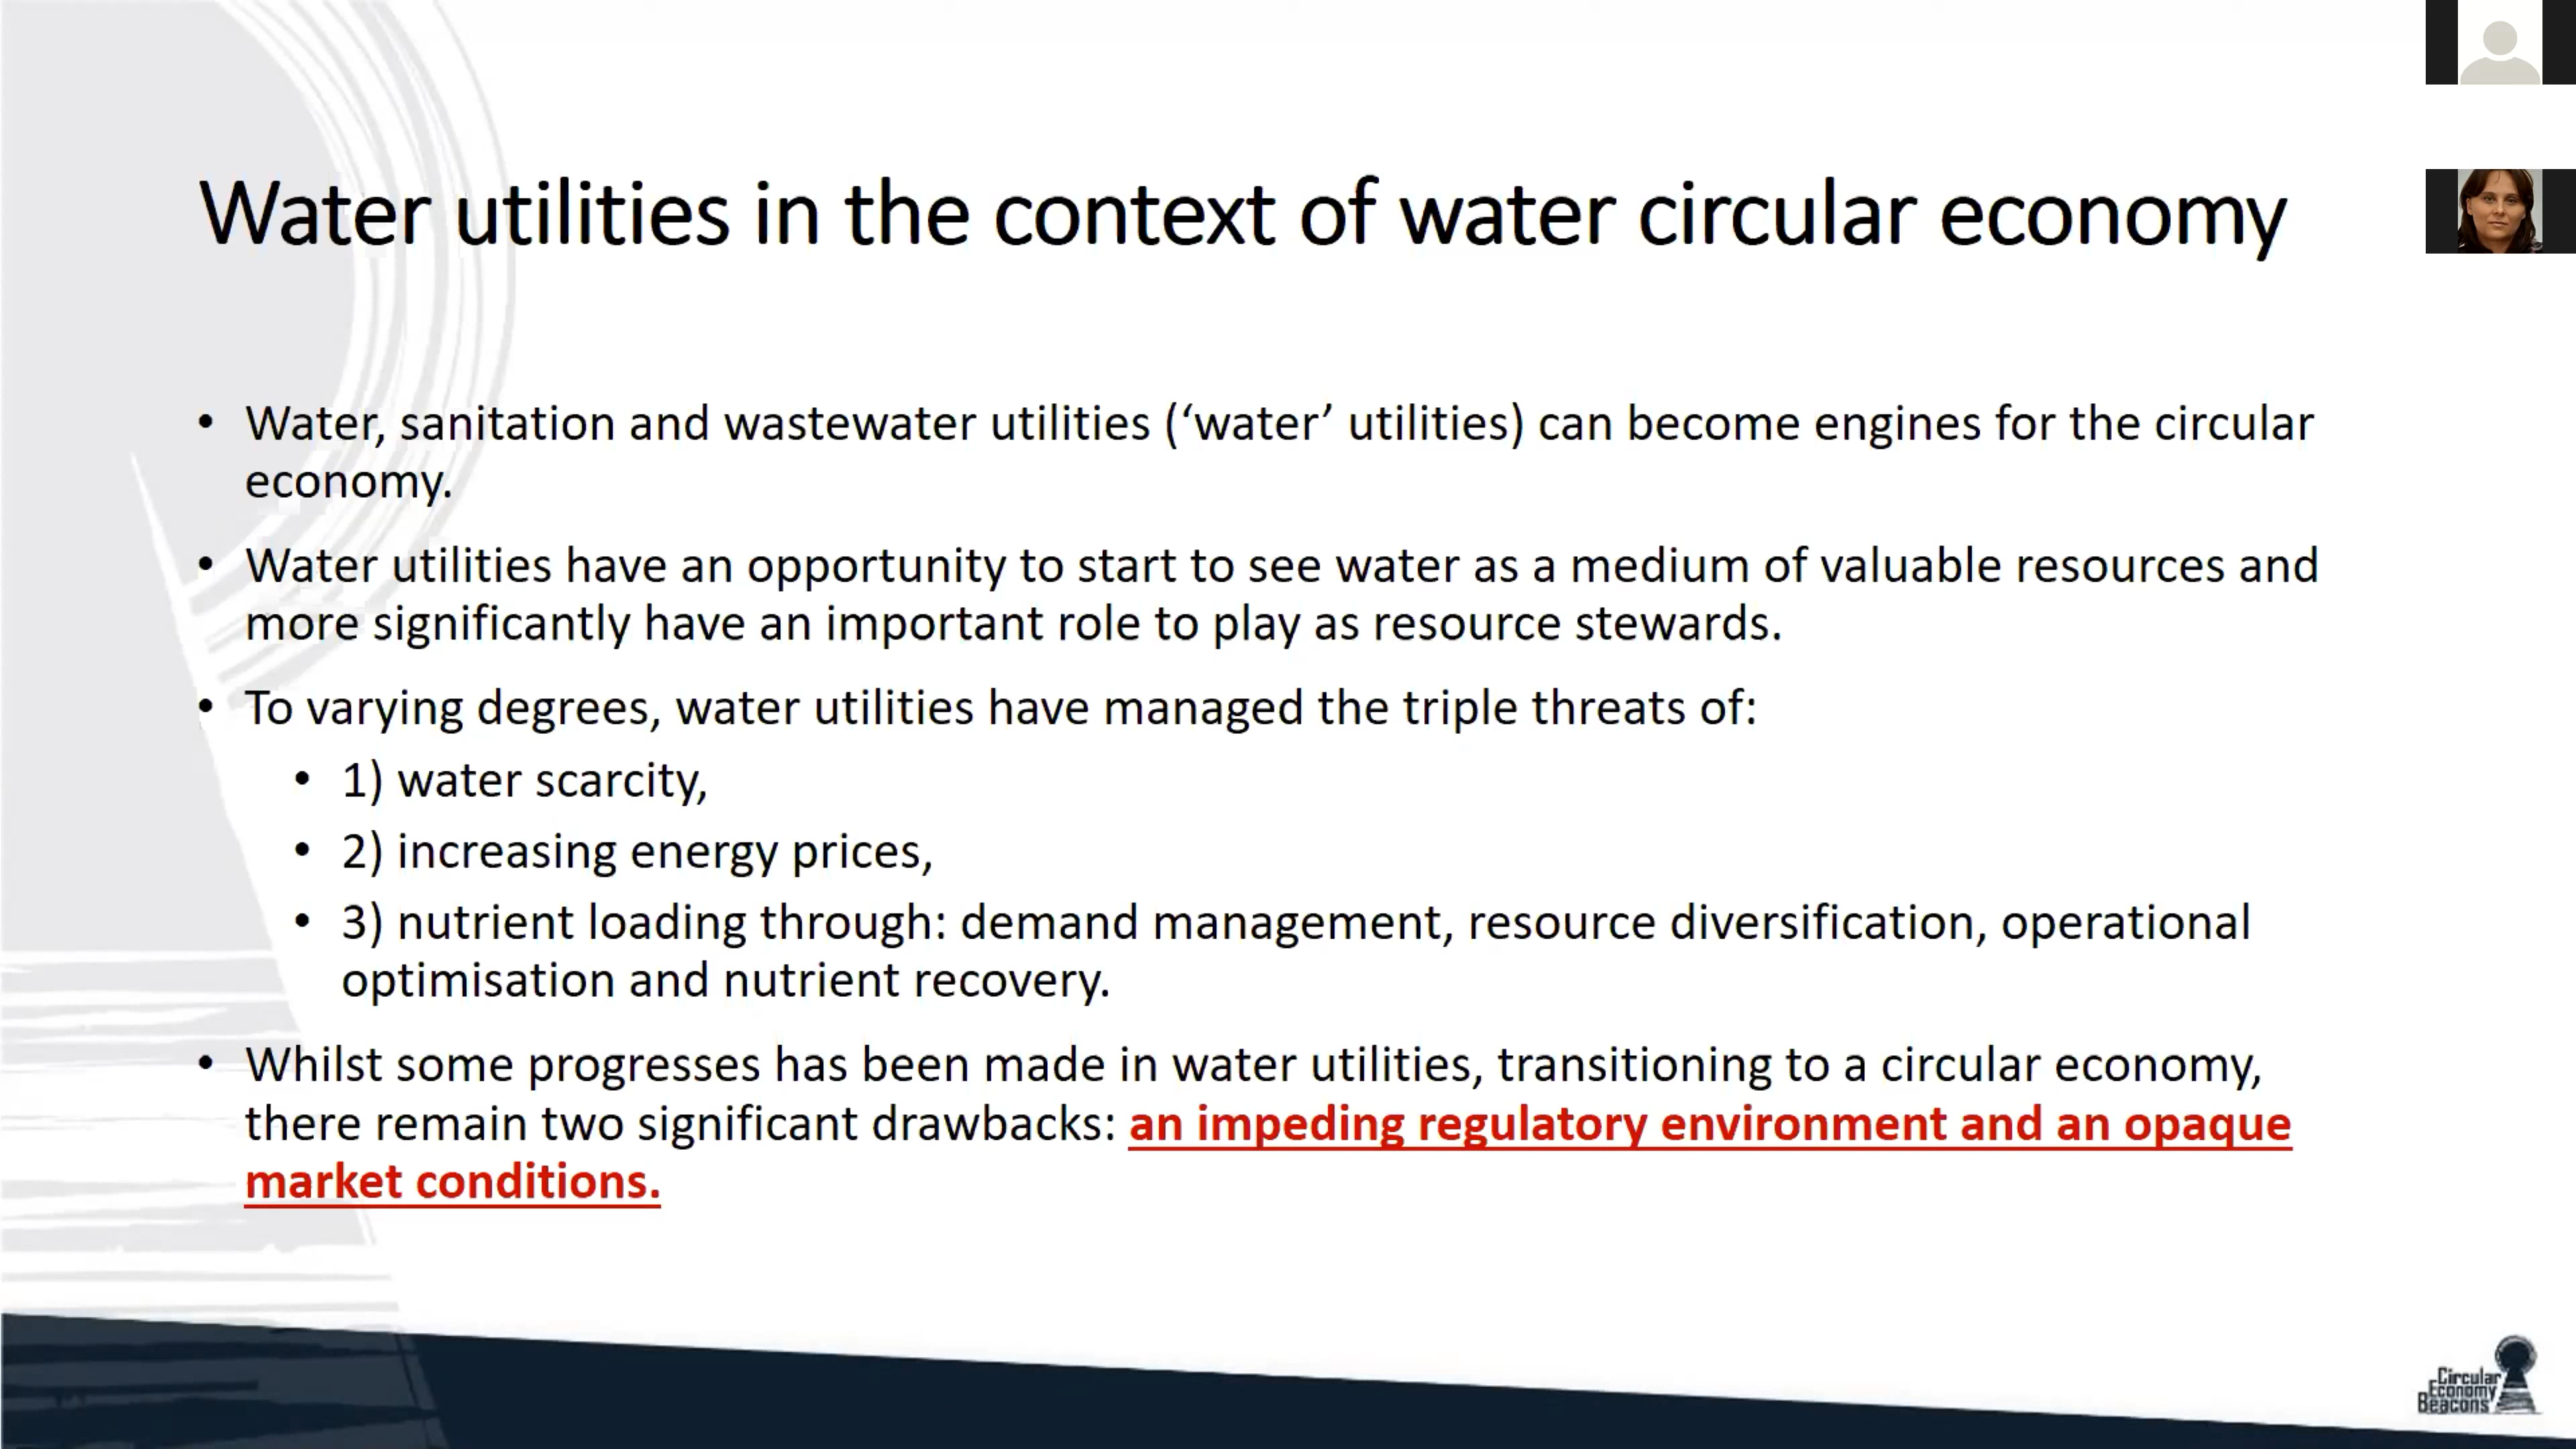 Water utilities in the context of water circular economy
• Water, sanitation and wastewater utilities (‘water’ utilities) can become engines for the circular
economy.
• Water utilities have an opportunity to start to see water as a medium of valuable resources and
more significantly have an important role to play as resource stewards.
• To varying degrees, water utilities have managed the triple threats of:
• 1) water scarcity,
• 2) increasing energy prices,
• 3) nutrient loading through: demand management, resource diversification, operational
optimisation and nutrient recovery.
• Whilst some progresses has been made in water utilities, transitioning to a circular economy,
there remain two significant drawbacks: an impeding regulatory environment and an opaque
market conditions.
Circular
Economy
Beacons